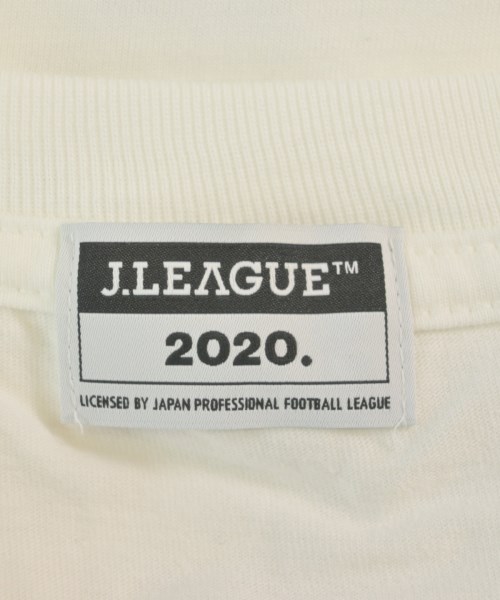 J.LEAGUE™
2020.
LICENSED BY JAPAN PROFESSIONAL FOOTBALL LEAGUE